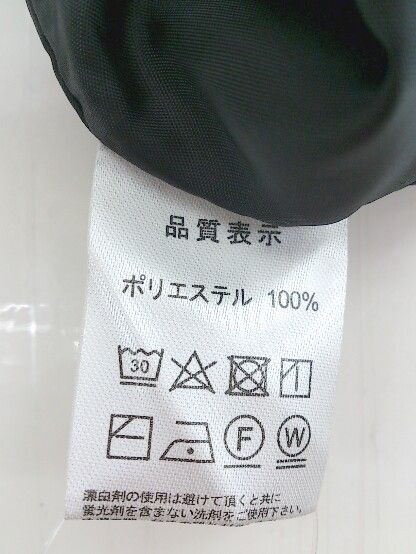 品質表示
ポリエステル 100%
30
F W
漂白剤の使用は避けて頂くと共に
蛍光剤を含まない洗剤をご使用下さい。